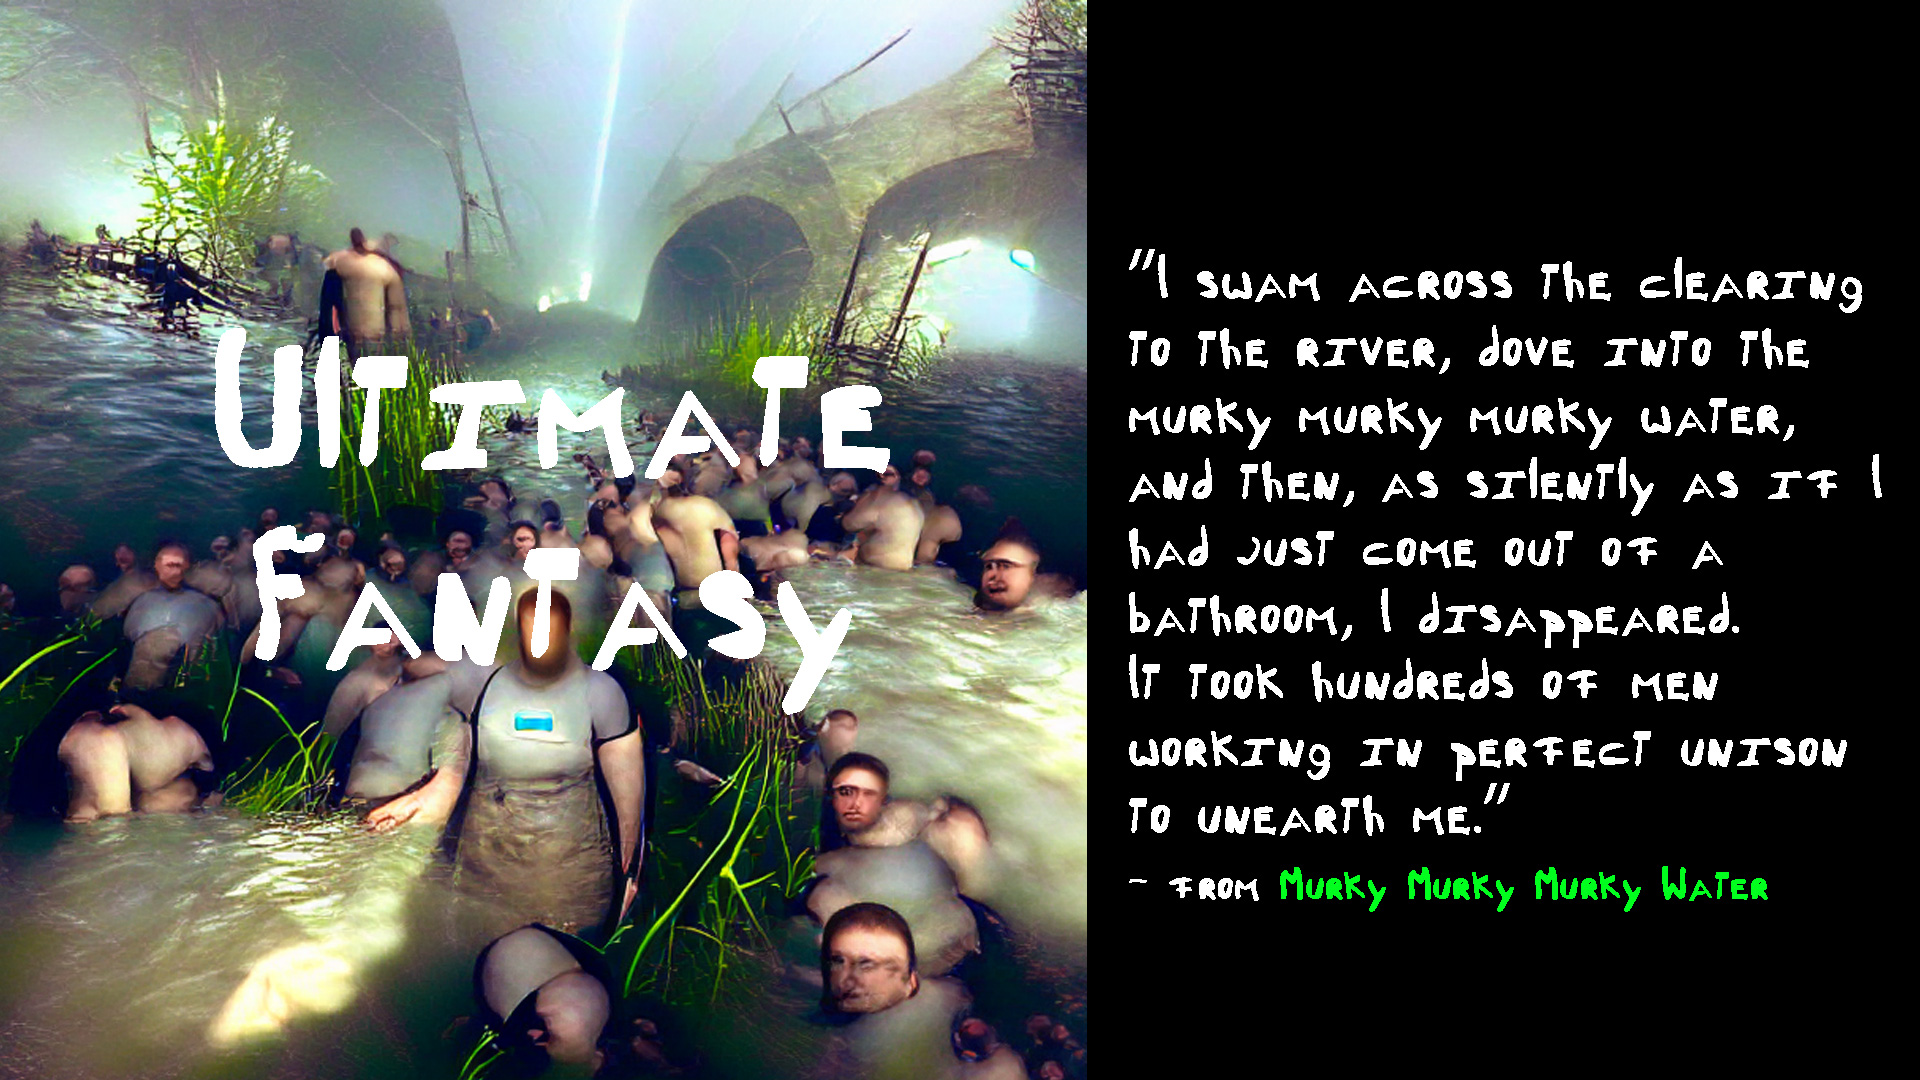 Ultimate
Fantasy
"I swam across the clearing
to the river, dove into the
murky murky murky water,
and then, as silently as if I
had just come out of a
bathroom, I disappeared.
It took hundreds of men
working in perfect unison
to unearth me."
- from Murky Murky Murky Water